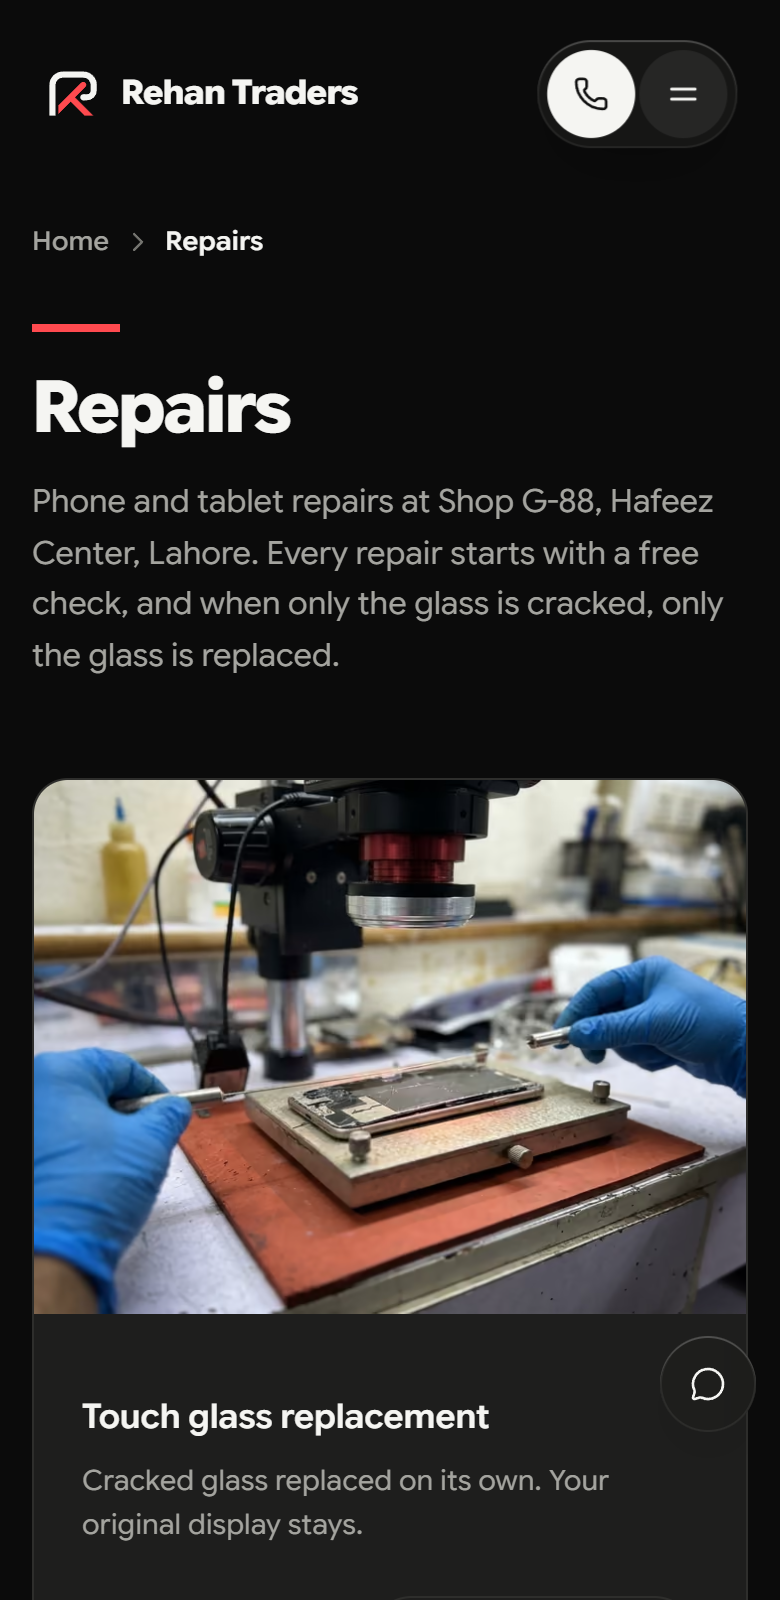 Rehan Traders
Home > Repairs
Repairs
Phone and tablet repairs at Shop G-88, Hafeez
Center, Lahore. Every repair starts with a free
check, and when only the glass is cracked, only
the glass is replaced.
Touch glass replacement
Cracked glass replaced on its own. Your
original display stays.